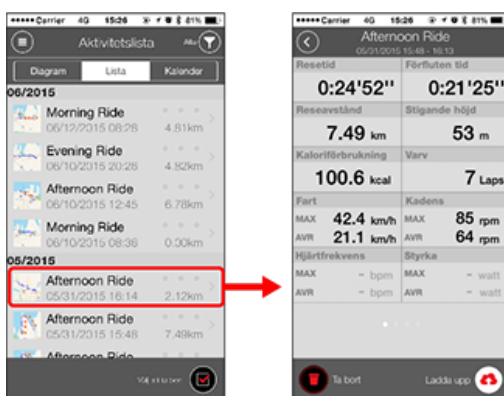 ●●●●● Carrier 4G 15:26 81%
Aktivitetslista
Diagram Lista Kalender
06/2015
Morning Ride
06/12/2015 08:28 4.81km
Evening Ride
06/10/2015 20:28 4.82km
Afternoon Ride
06/10/2015 12:45 6.78km
Morning Ride
06/10/2015 08:36 0.30km
05/2015
Afternoon Ride
05/31/2015 16:14 2.12km
Afternoon Ride
05/31/2015 15:48 7.49km
Afternoon Ride
●●●●● Carrier 4G 15:26 81%
Afternoon Ride
05/31/2015 15:48 - 16:13
Resetid Förfluten tid
0:24'52'' 0:21'25''
Reseavstånd Stigande höjd
7.49 km 53 m
Kaloriförbrukning Varv
100.6 kcal 7 Laps
Fart Kadens
MAX 42.4 km/h MAX 85 rpm
AVR 21.1 km/h AVR 64 rpm
Hjärtfrekvens Styrka
MAX - bpm MAX - watt
AVR - bpm AVR - watt
Ta bort Ladda upp